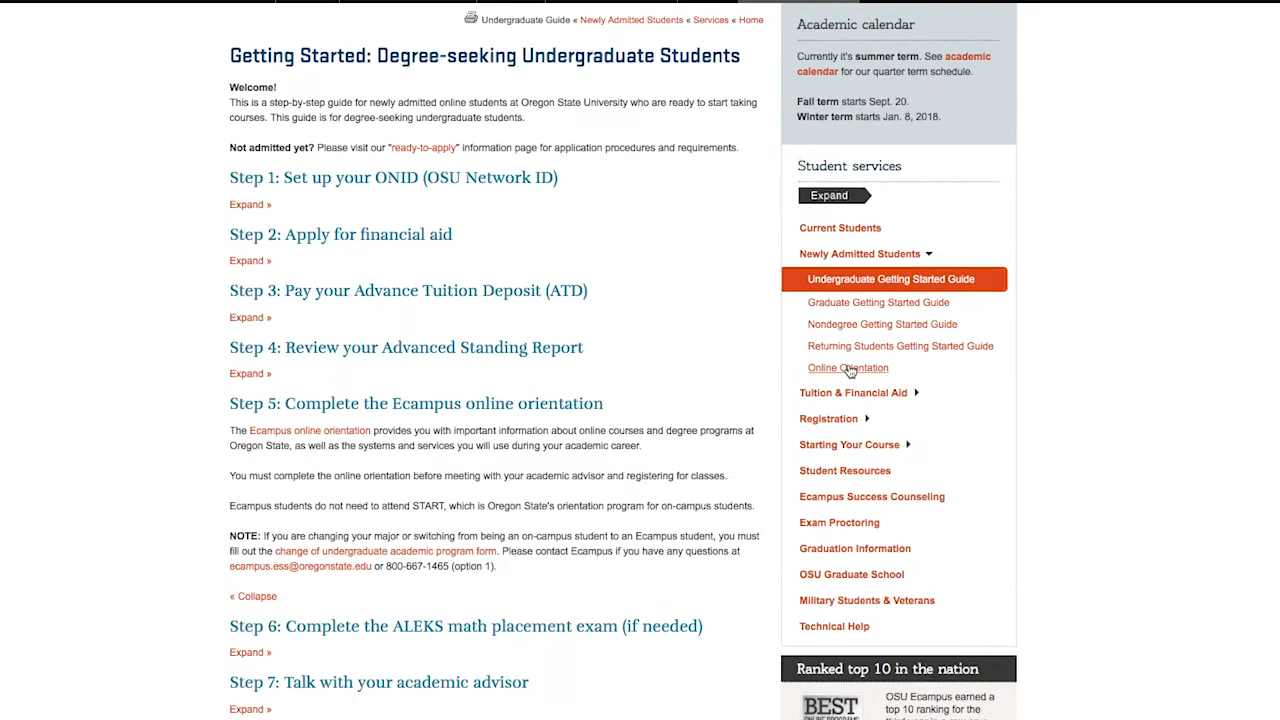 Undergraduate Guide « Newly Admitted Students « Services « Home
Getting Started: Degree-seeking Undergraduate Students
Welcome!
This is a step-by-step guide for newly admitted online students at Oregon State University who are ready to start taking
courses. This guide is for degree-seeking undergraduate students.
Not admitted yet? Please visit our "ready-to-apply" information page for application procedures and requirements.
Step 1: Set up your ONID (OSU Network ID)
Expand »
Step 2: Apply for financial aid
Expand »
Step 3: Pay your Advance Tuition Deposit (ATD)
Expand »
Step 4: Review your Advanced Standing Report
Expand »
Step 5: Complete the Ecampus online orientation
The Ecampus online orientation provides you with important information about online courses and degree programs at
Oregon State, as well as the systems and services you will use during your academic career.
You must complete the online orientation before meeting with your academic advisor and registering for classes.
Ecampus students do not need to attend START, which is Oregon State's orientation program for on-campus students.
NOTE: If you are changing your major or switching from being an on-campus student to an Ecampus student, you must
fill out the change of undergraduate academic program form. Please contact Ecampus if you have any questions at
ecampus.ess@oregonstate.edu or 800-667-1465 (option 1).
« Collapse
Step 6: Complete the ALEKS math placement exam (if needed)
Expand »
Step 7: Talk with your academic advisor
Expand »
Academic calendar
Currently it's summer term. See academic
calendar for our quarter term schedule.
Fall term starts Sept. 20.
Winter term starts Jan. 8, 2018.
Student services
Expand
Current Students
Newly Admitted Students
Undergraduate Getting Started Guide
Graduate Getting Started Guide
Nondegree Getting Started Guide
Returning Students Getting Started Guide
Online Orientation
Tuition & Financial Aid
Registration
Starting Your Course
Student Resources
Ecampus Success Counseling
Exam Proctoring
Graduation Information
OSU Graduate School
Military Students & Veterans
Technical Help
Ranked top 10 in the nation
BEST
OSU Ecampus earned a
top 10 ranking for the